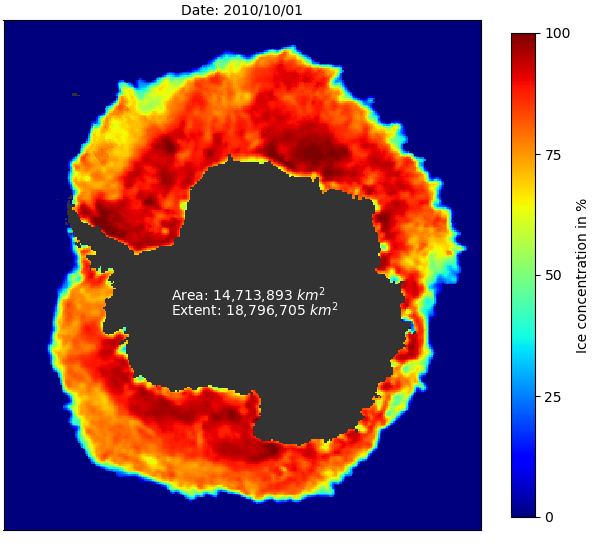 Date: 2010/10/01
100
75
50
25
0
Ice concentration in %
Area: 14,713,893 km²
Extent: 18,796,705 km²